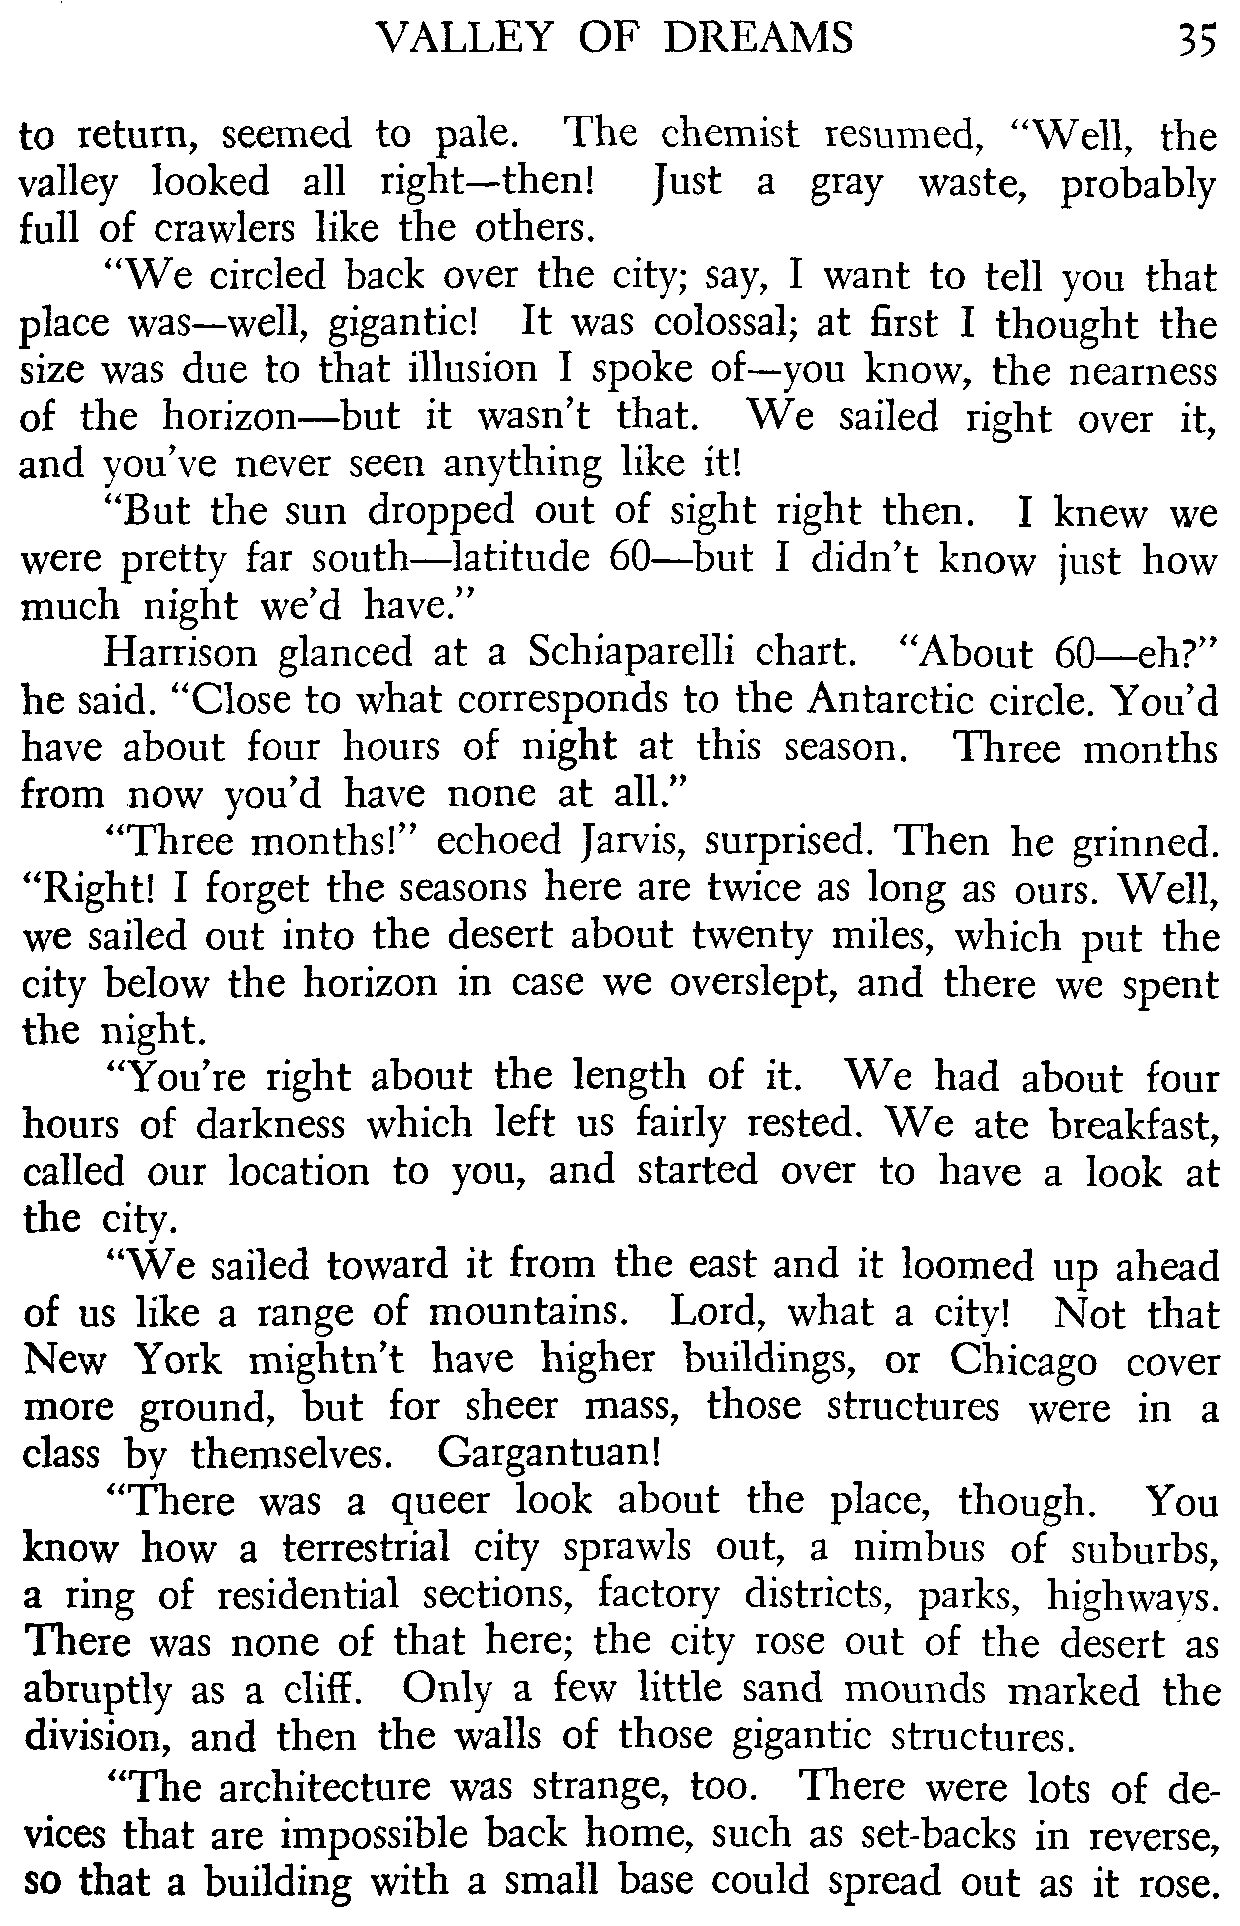 VALLEY OF DREAMS 35
to return, seemed to pale. The chemist resumed, “Well, the
valley looked all right—then! Just a gray waste, probably
full of crawlers like the others.
“We circled back over the city; say, I want to tell you that
place was—well, gigantic! It was colossal; at first I thought the
size was due to that illusion I spoke of—you know, the nearness
of the horizon—but it wasn’t that. We sailed right over it,
and you’ve never seen anything like it!
“But the sun dropped out of sight right then. I knew we
were pretty far south—latitude 60—but I didn’t know just how
much night we’d have.”
Harrison glanced at a Schiaparelli chart. “About 60—eh?”
he said. “Close to what corresponds to the Antarctic circle. You’d
have about four hours of night at this season. Three months
from now you’d have none at all.”
“Three months!” echoed Jarvis, surprised. Then he grinned.
“Right! I forget the seasons here are twice as long as ours. Well,
we sailed out into the desert about twenty miles, which put the
city below the horizon in case we overslept, and there we spent
the night.
“You’re right about the length of it. We had about four
hours of darkness which left us fairly rested. We ate breakfast,
called our location to you, and started over to have a look at
the city.
“We sailed toward it from the east and it loomed up ahead
of us like a range of mountains. Lord, what a city! Not that
New York mightn’t have higher buildings, or Chicago cover
more ground, but for sheer mass, those structures were in a
class by themselves. Gargantuan!
“There was a queer look about the place, though. You
know how a terrestrial city sprawls out, a nimbus of suburbs,
a ring of residential sections, factory districts, parks, highways.
There was none of that here; the city rose out of the desert as
abruptly as a cliff. Only a few little sand mounds marked the
division, and then the walls of those gigantic structures.
“The architecture was strange, too. There were lots of de-
vices that are impossible back home, such as set-backs in reverse,
so that a building with a small base could spread out as it rose.